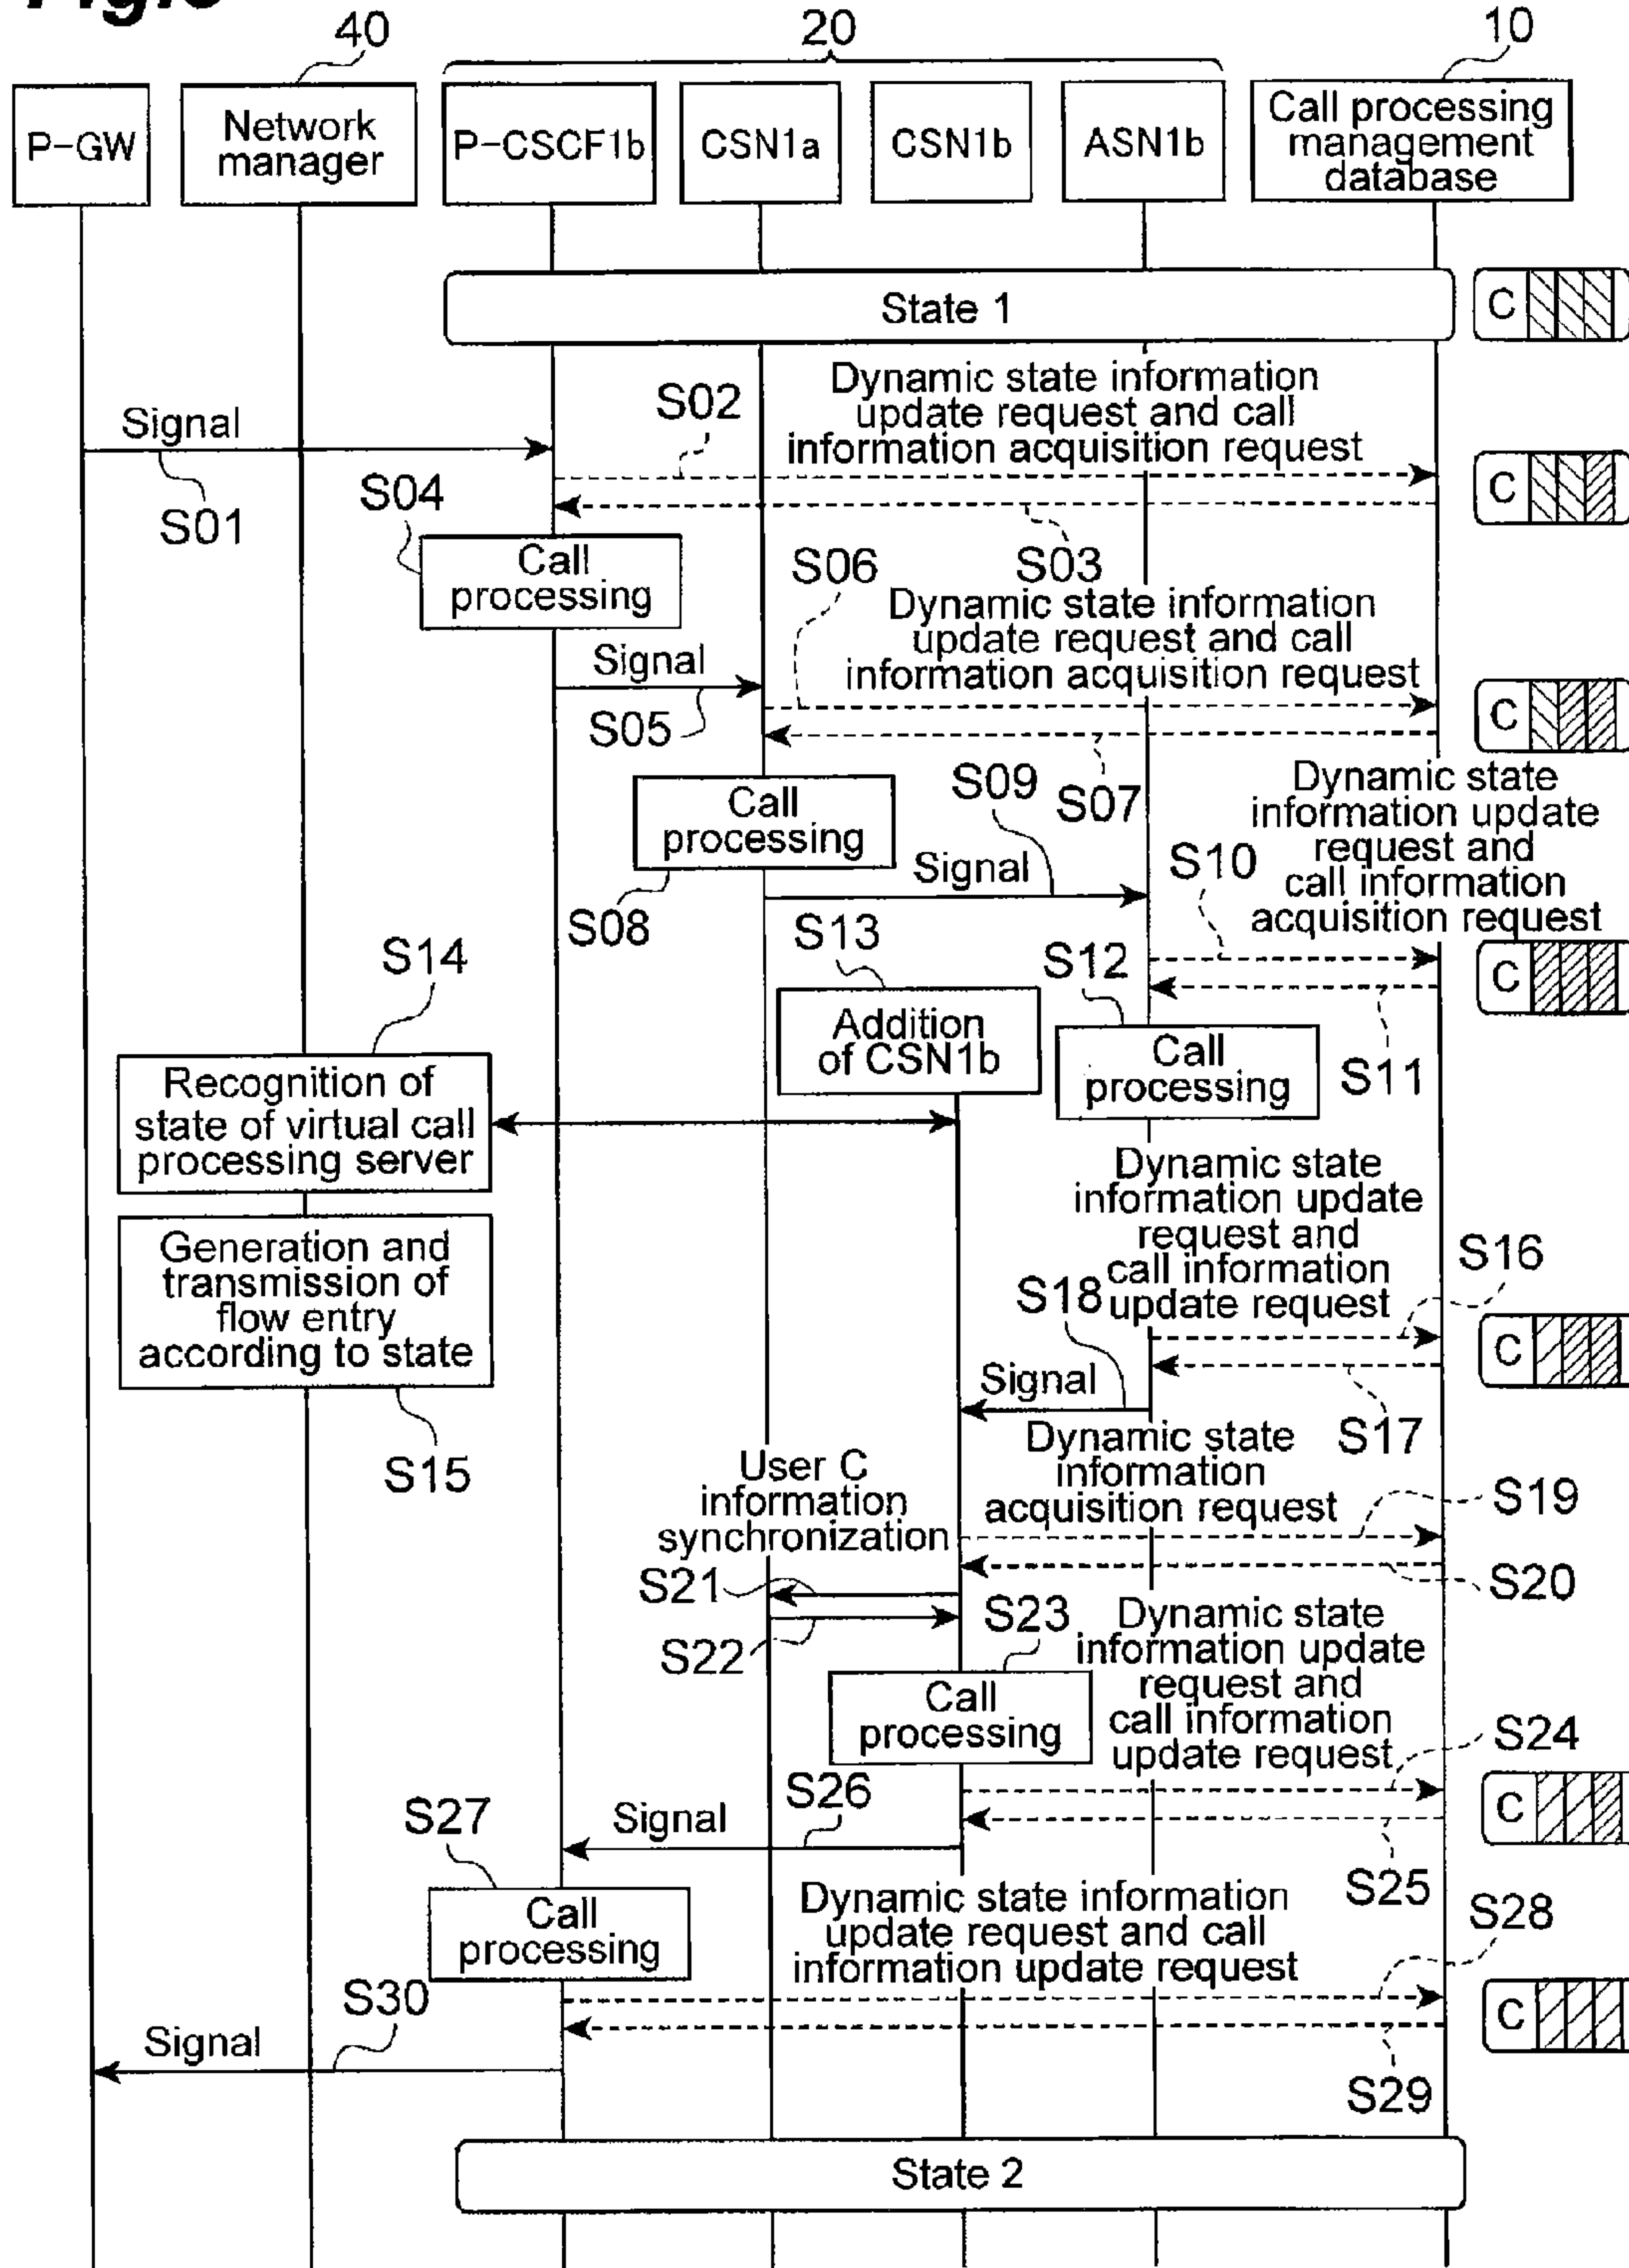 40
20
10
P-GW
Network
manager
P-CSCF1b
CSN1a
CSN1b
ASN1b
Call processing
management
database
State 1
C
Dynamic state information
update request and call
information acquisition request
S02
Signal
S01
C
S04
Call
processing
S03
S06
Dynamic state information
update request and call
information acquisition request
Signal
S05
C
S07
Call
processing
S08
S09
Signal
Dynamic state
information update
request and
call information
acquisition request
S10
C
S11
S13
Addition
of CSN1b
S12
Call
processing
S14
Recognition of
state of virtual call
processing server
Generation and
transmission of
flow entry
according to state
S15
Dynamic state
information update
request and
call information
update request
S16
C
S18
Signal
S17
Dynamic state
information
acquisition request
S19
User C
information
synchronization
S20
S21
S22
S23
Call
processing
Dynamic state
information update
request and
call information
update request
S24
C
S26
Signal
S25
S27
Call
processing
Dynamic state information
update request and call
information update request
S28
C
S30
Signal
S29
State 2